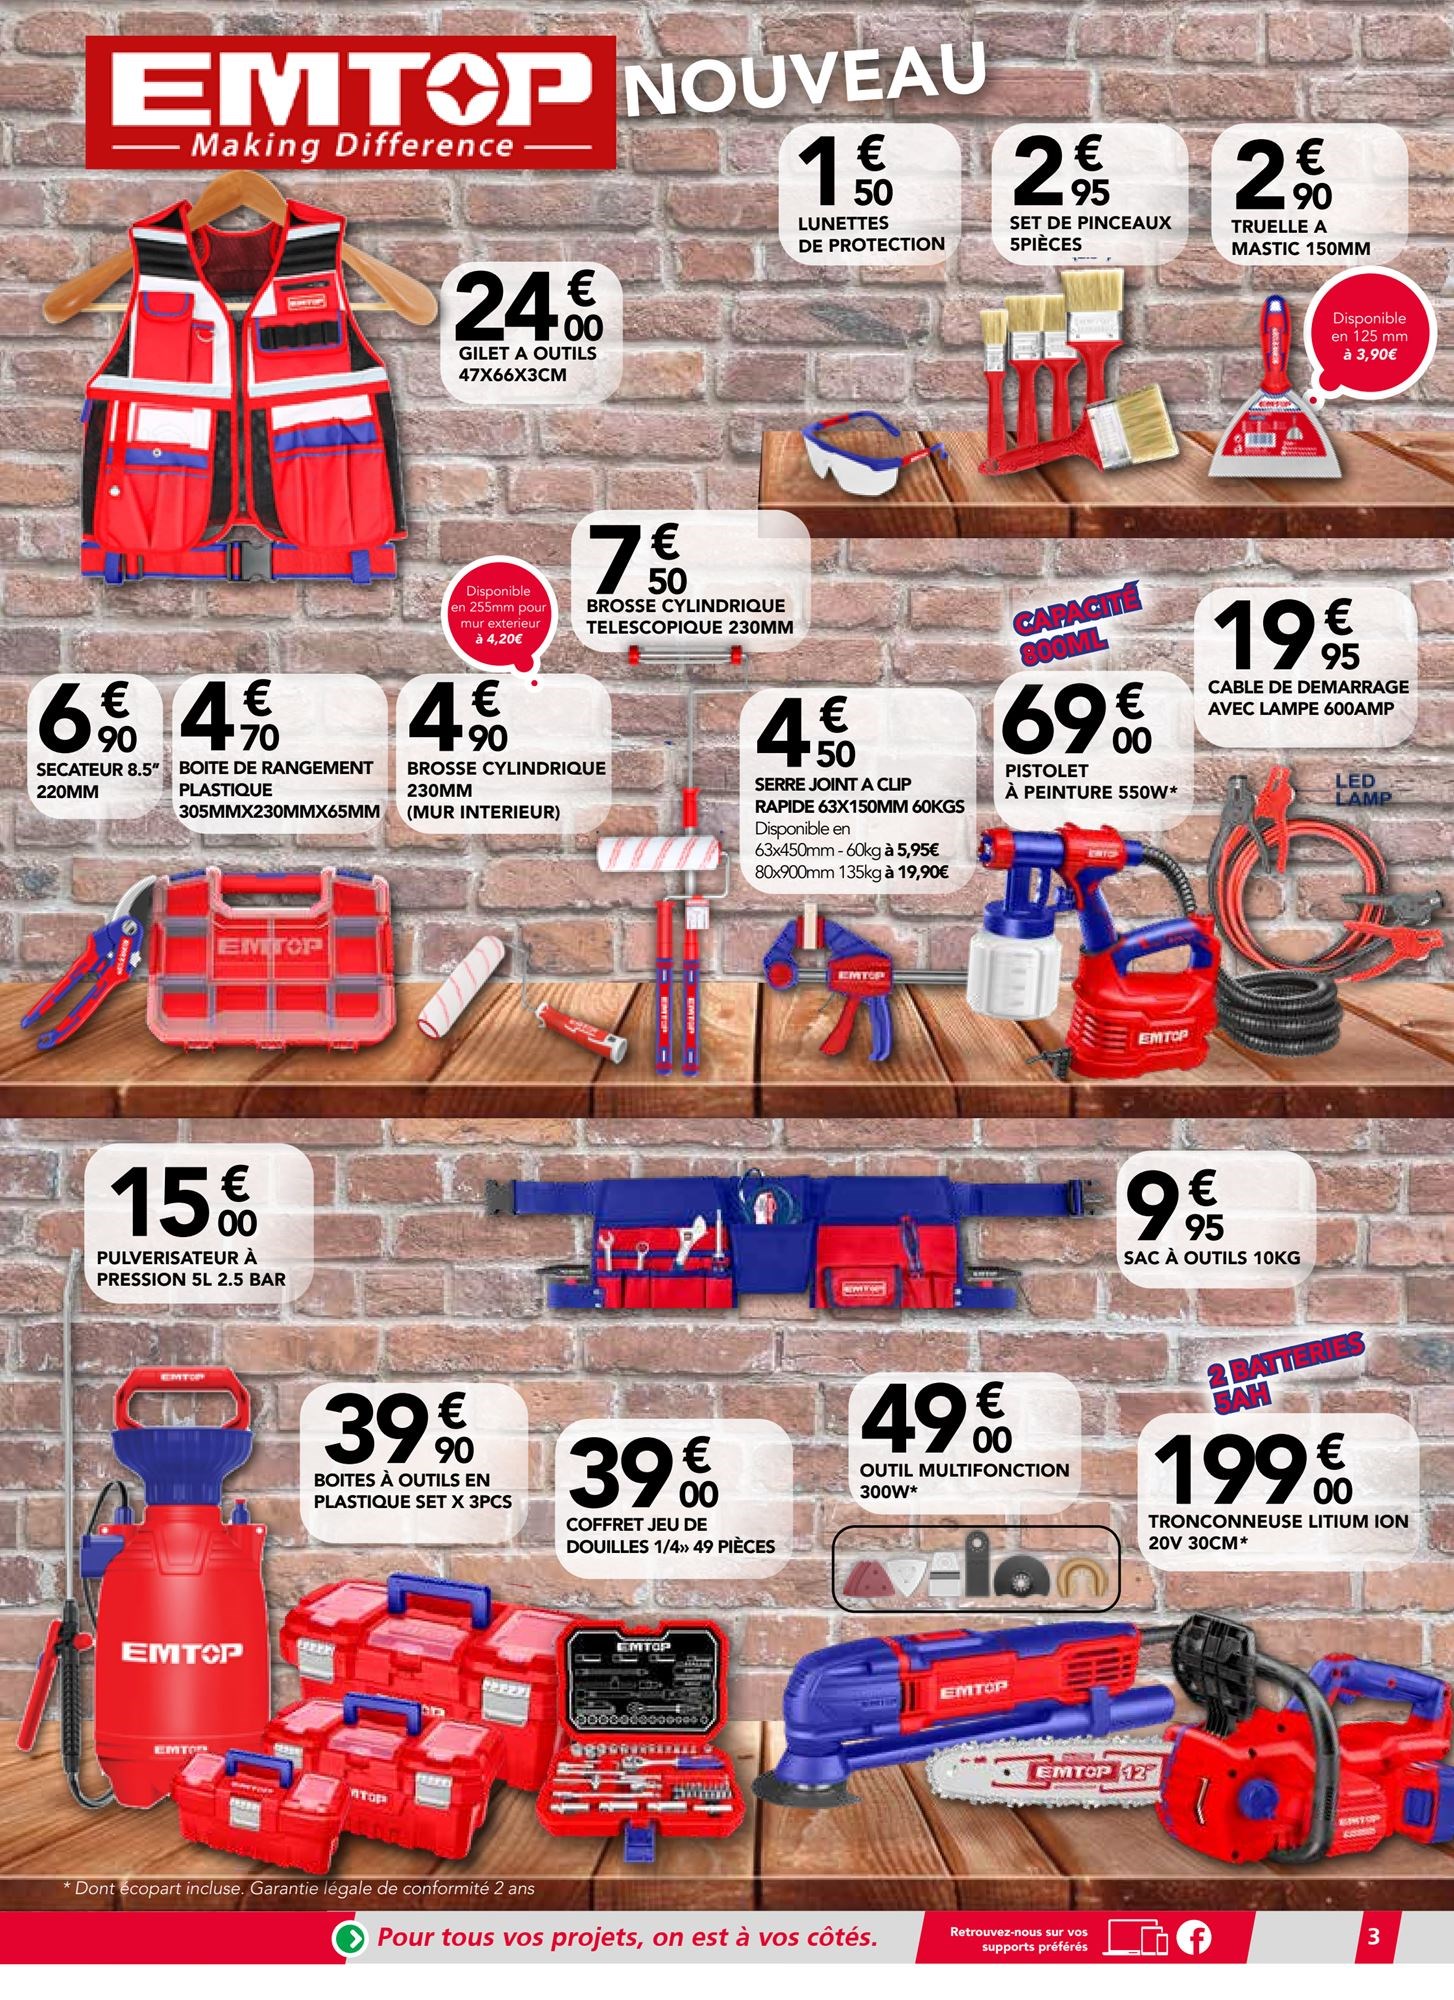 EMTOP
Making Difference
NOUVEAU
1€50
LUNETTES
DE PROTECTION
2€95
SET DE PINCEAUX
5PIÈCES
2€90
TRUELLE A
MASTIC 150MM
Disponible
en 125 mm
à 3,90€
24€00
GILET A OUTILS
47X66X3CM
7€50
BROSSE CYLINDRIQUE
TELESCOPIQUE 230MM
Disponible
en 255mm pour
mur exterieur
à 4,20€
6€90
SECATEUR 8.5’’
220MM
4€70
BOITE DE RANGEMENT
PLASTIQUE
305MMX230MMX65MM
4€90
BROSSE CYLINDRIQUE
230MM
(MUR INTERIEUR)
4€50
SERRE JOINT A CLIP
RAPIDE 63X150MM 60KGS
Disponible en
63x450mm - 60kg à 5,95€
80x900mm 135kg à 19,90€
CAPACITÉ
800ML
69€00
PISTOLET
À PEINTURE 550W*
19€95
CABLE DE DEMARRAGE
AVEC LAMPE 600AMP
LED
LAMP
EMTOP
EMTOP
EMTOP
EMTOP
15€00
PULVERISATEUR À
PRESSION 5L 2.5 BAR
9€95
SAC À OUTILS 10KG
39€90
BOITES À OUTILS EN
PLASTIQUE SET X 3PCS
39€00
COFFRET JEU DE
DOUILLES 1/4» 49 PIÈCES
49€00
OUTIL MULTIFONCTION
300W*
2 BATTERIES
5AH
199€00
TRONCONNEUSE LITIUM ION
20V 30CM*
EMTOP
EMTOP
EMTOP
EMTOP
EMTOP
EMTOP 12"
EMTOP
* Dont écopart incluse. Garantie légale de conformité 2 ans
Pour tous vos projets, on est à vos côtés.
Retrouvez-nous sur vos
supports préférés
f
3